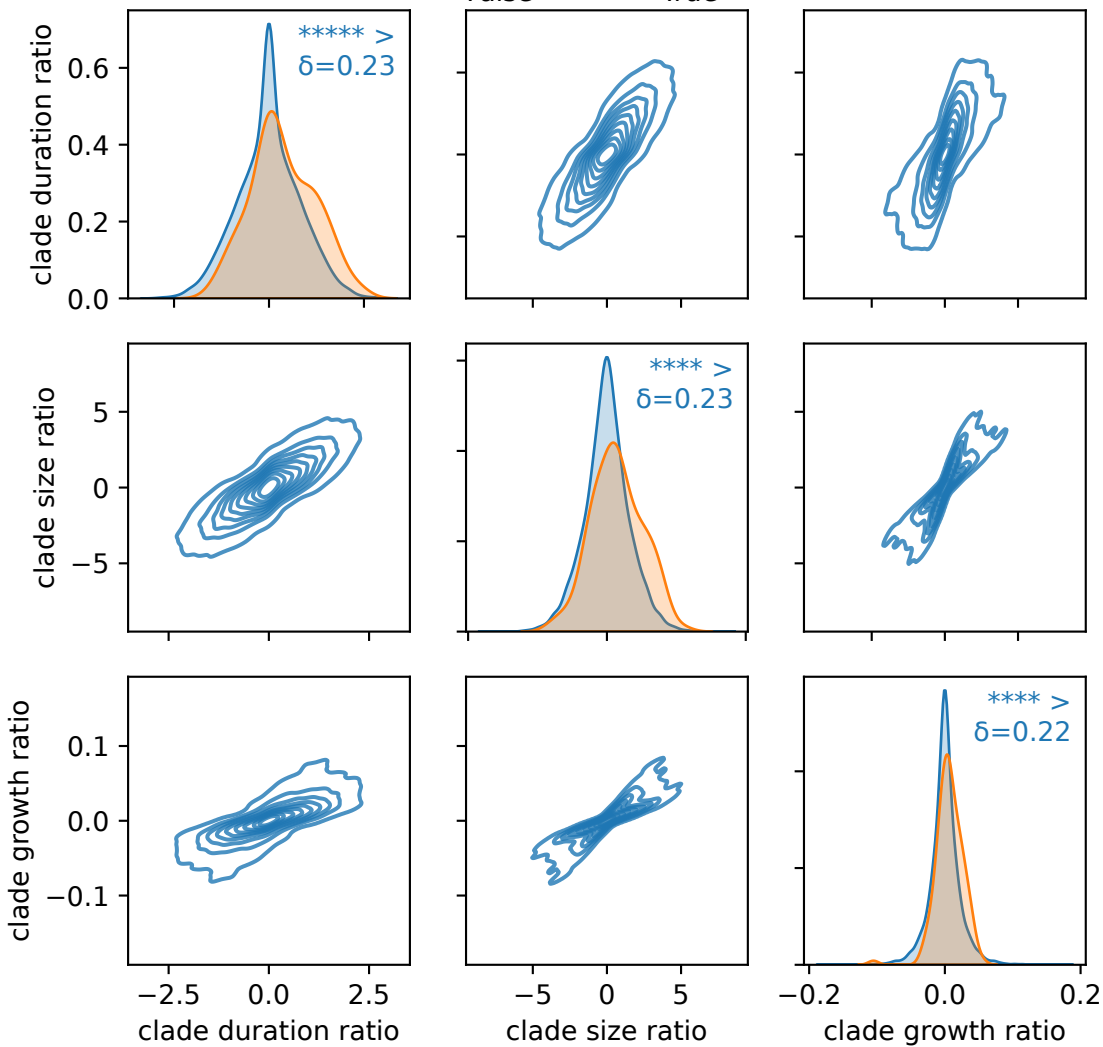 clade duration ratio
0.6
0.4
0.2
0.0
***** >
δ=0.23
clade size ratio
5
0
−5
**** >
δ=0.23
clade growth ratio
0.1
0.0
−0.1
**** >
δ=0.22
−2.5 0.0 2.5
−5 0 5
−0.2 0.0 0.2
clade duration ratio
clade size ratio
clade growth ratio